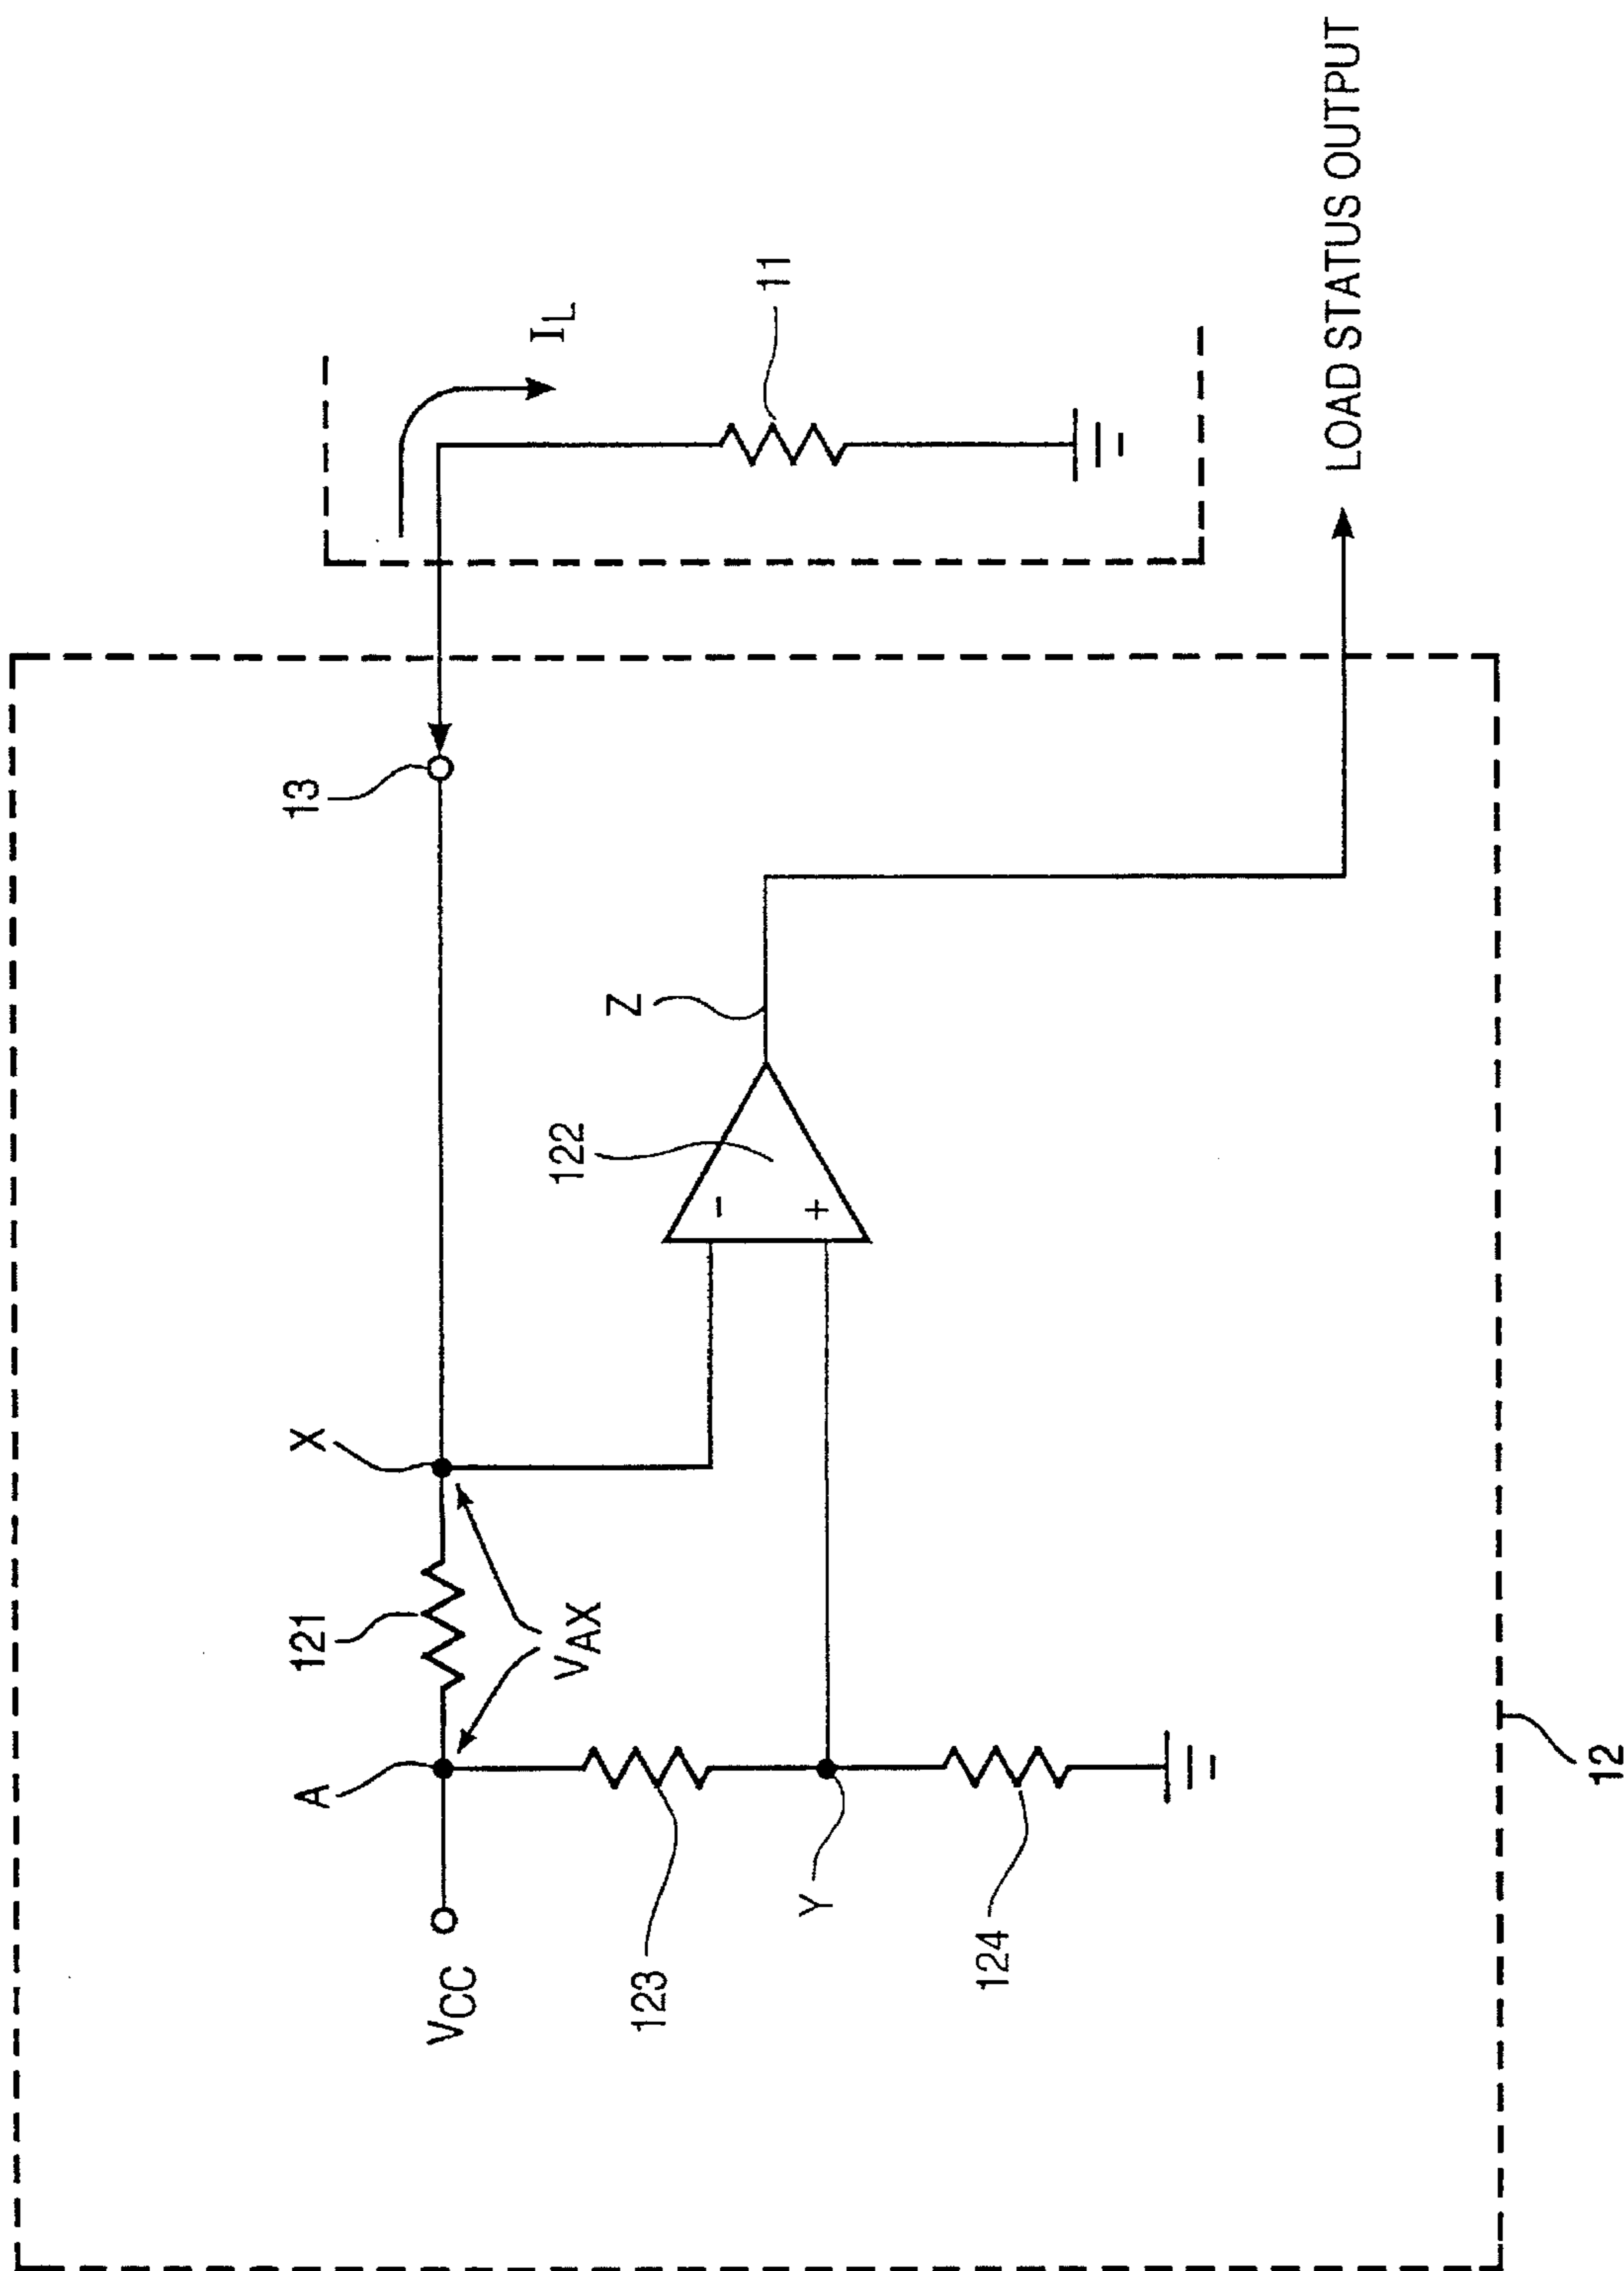 12
V_CC
A
121
X
13
V_AX
I_L
11
122
-
+
Z
123
Y
124
LOAD STATUS OUTPUT